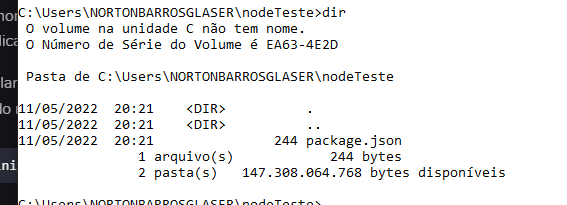 C:\Users\NORTONBARROSGLASER\nodeTeste>dir
 O volume na unidade C não tem nome.
 O Número de Série do Volume é EA63-4E2D

 Pasta de C:\Users\NORTONBARROSGLASER\nodeTeste

11/05/2022  20:21    <DIR>          .
11/05/2022  20:21    <DIR>          ..
11/05/2022  20:21               244 package.json
               1 arquivo(s)            244 bytes
               2 pasta(s)   147.308.064.768 bytes disponíveis

C:\Users\NORTONBARROSGLASER\nodeTeste>